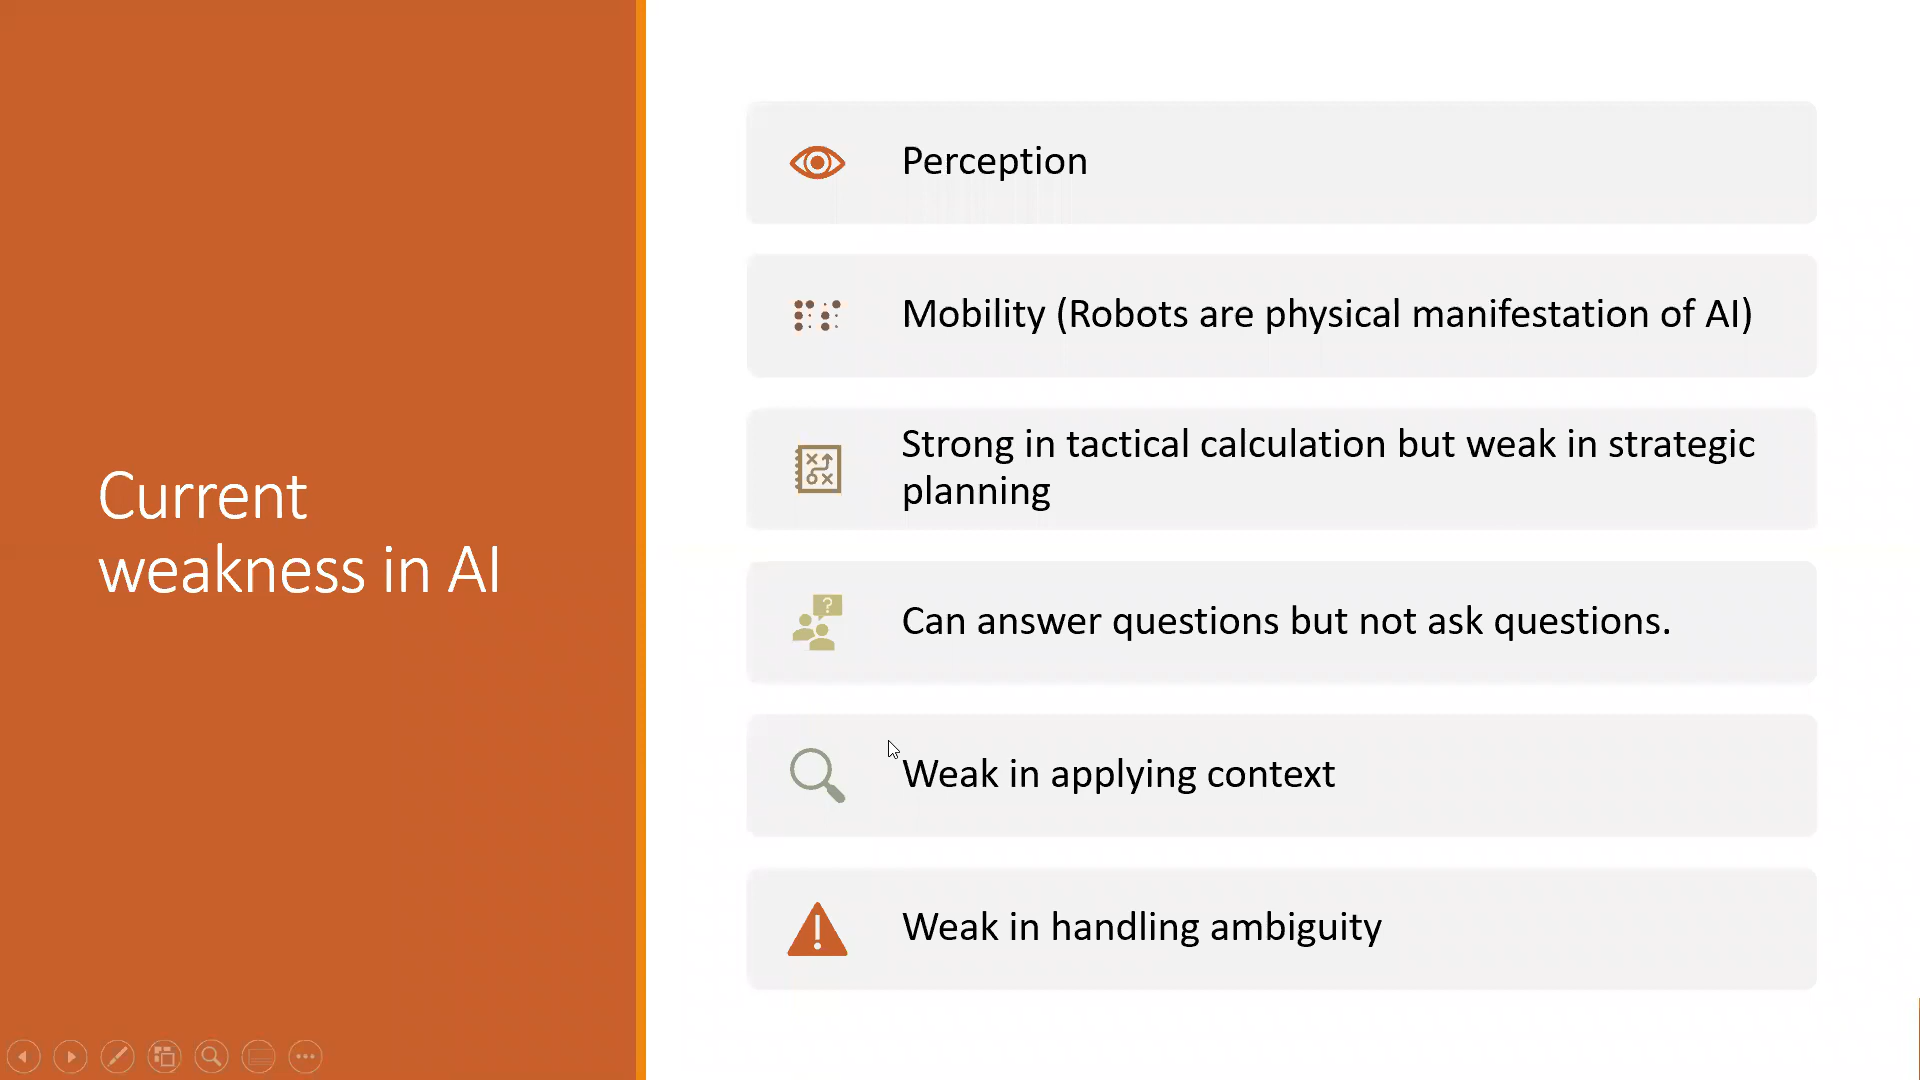 Current
weakness in AI
Perception
Mobility (Robots are physical manifestation of AI)
Strong in tactical calculation but weak in strategic
planning
Can answer questions but not ask questions.
Weak in applying context
Weak in handling ambiguity